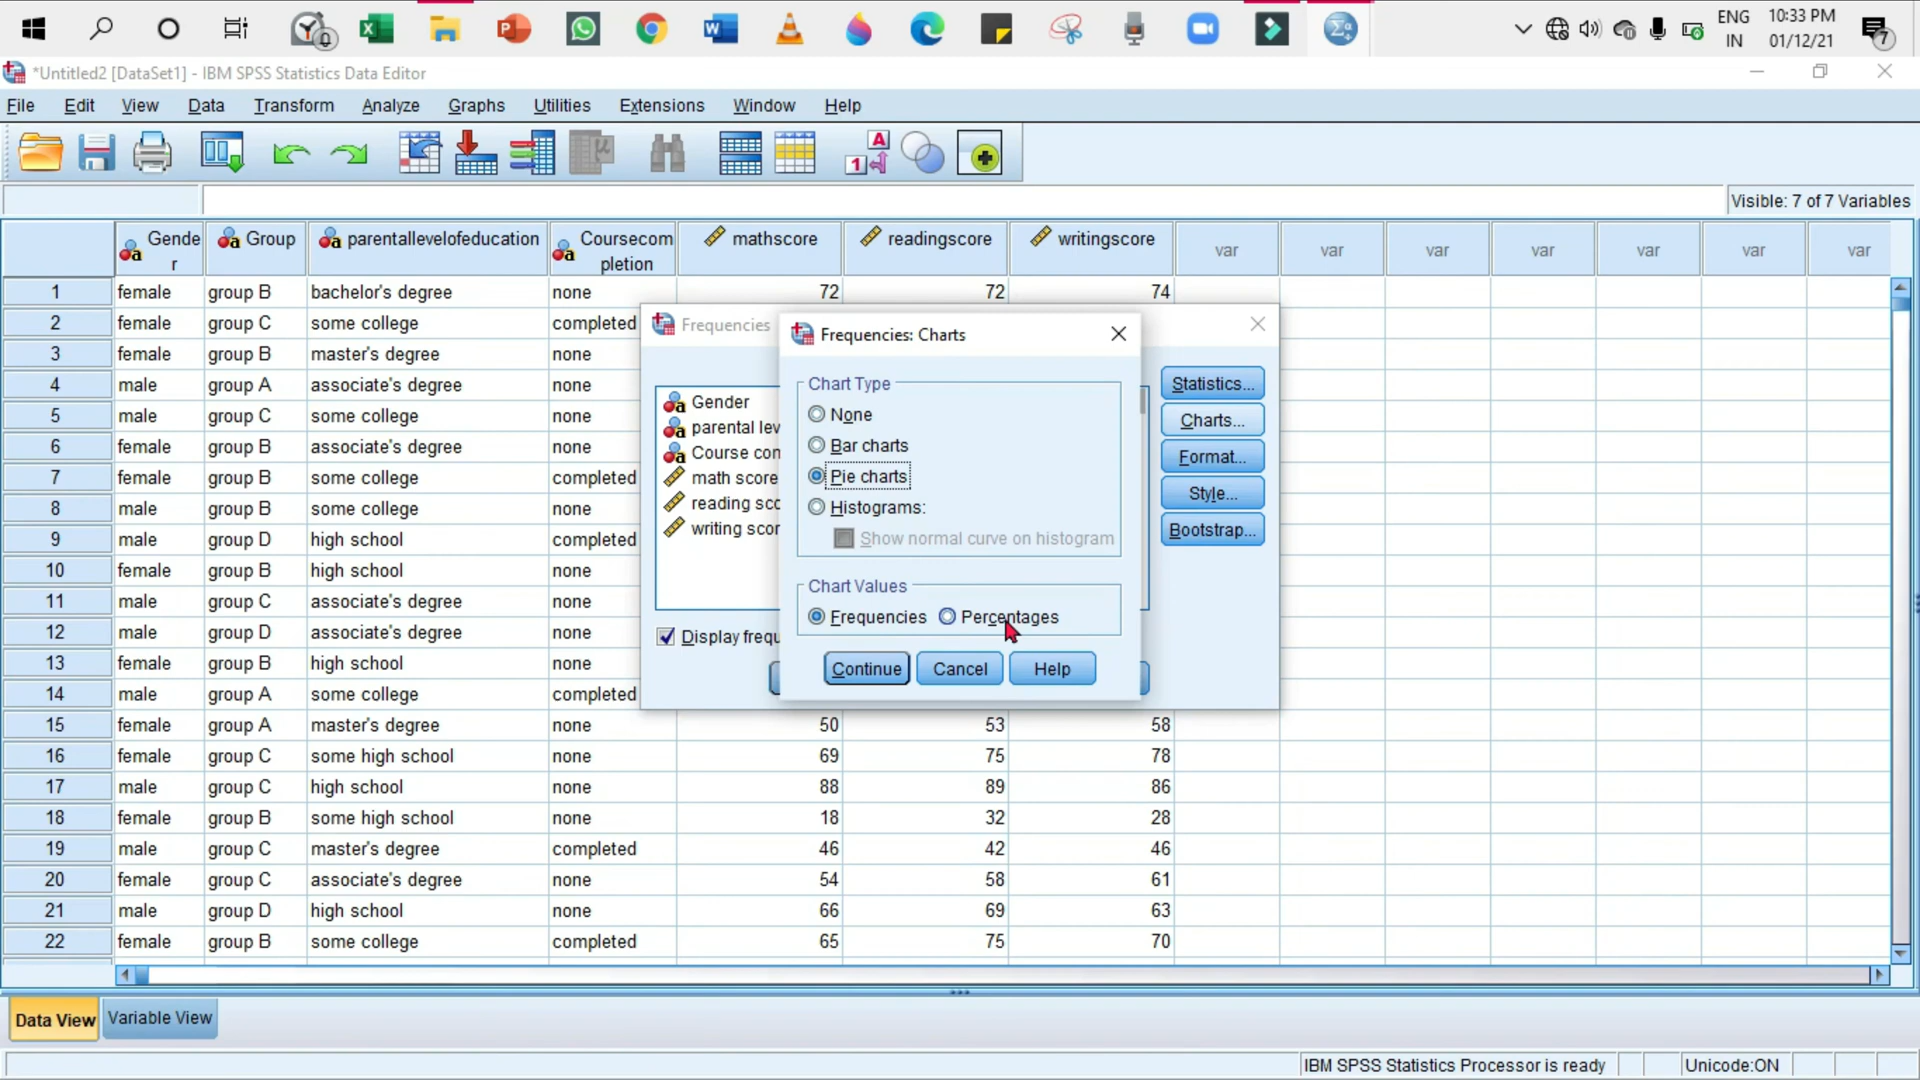 ENG 10:33 PM
IN 01/12/21 7
*Untitled2 [DataSet1] - IBM SPSS Statistics Data Editor
File Edit View Data Transform Analyze Graphs Utilities Extensions Window Help
Visible: 7 of 7 Variables
Gender Group parentallevelofeducation Coursecompletion mathscore readingscore writingscore var var var var var var var
1 female group B bachelor's degree none 72 72 74
2 female group C some college completed
3 female group B master's degree none
4 male group A associate's degree none
5 male group C some college none
6 female group B associate's degree none
7 female group B some college completed
8 male group B some college none
9 male group D high school completed
10 female group B high school none
11 male group C associate's degree none
12 male group D associate's degree none
13 female group B high school none
14 male group A some college completed
15 female group A master's degree none 50 53 58
16 female group C some high school none 69 75 78
17 male group C high school none 88 89 86
18 female group B some high school none 18 32 28
19 male group C master's degree completed 46 42 46
20 female group C associate's degree none 54 58 61
21 male group D high school none 66 69 63
22 female group B some college completed 65 75 70
Frequencies
Gender
parental lev
Course con
math score
reading sco
writing scor
Display frequ
Statistics...
Charts...
Format...
Style...
Bootstrap...
Frequencies: Charts
Chart Type
None
Bar charts
Pie charts
Histograms:
Show normal curve on histogram
Chart Values
Frequencies Percentages
Continue Cancel Help
Data View Variable View
IBM SPSS Statistics Processor is ready Unicode:ON